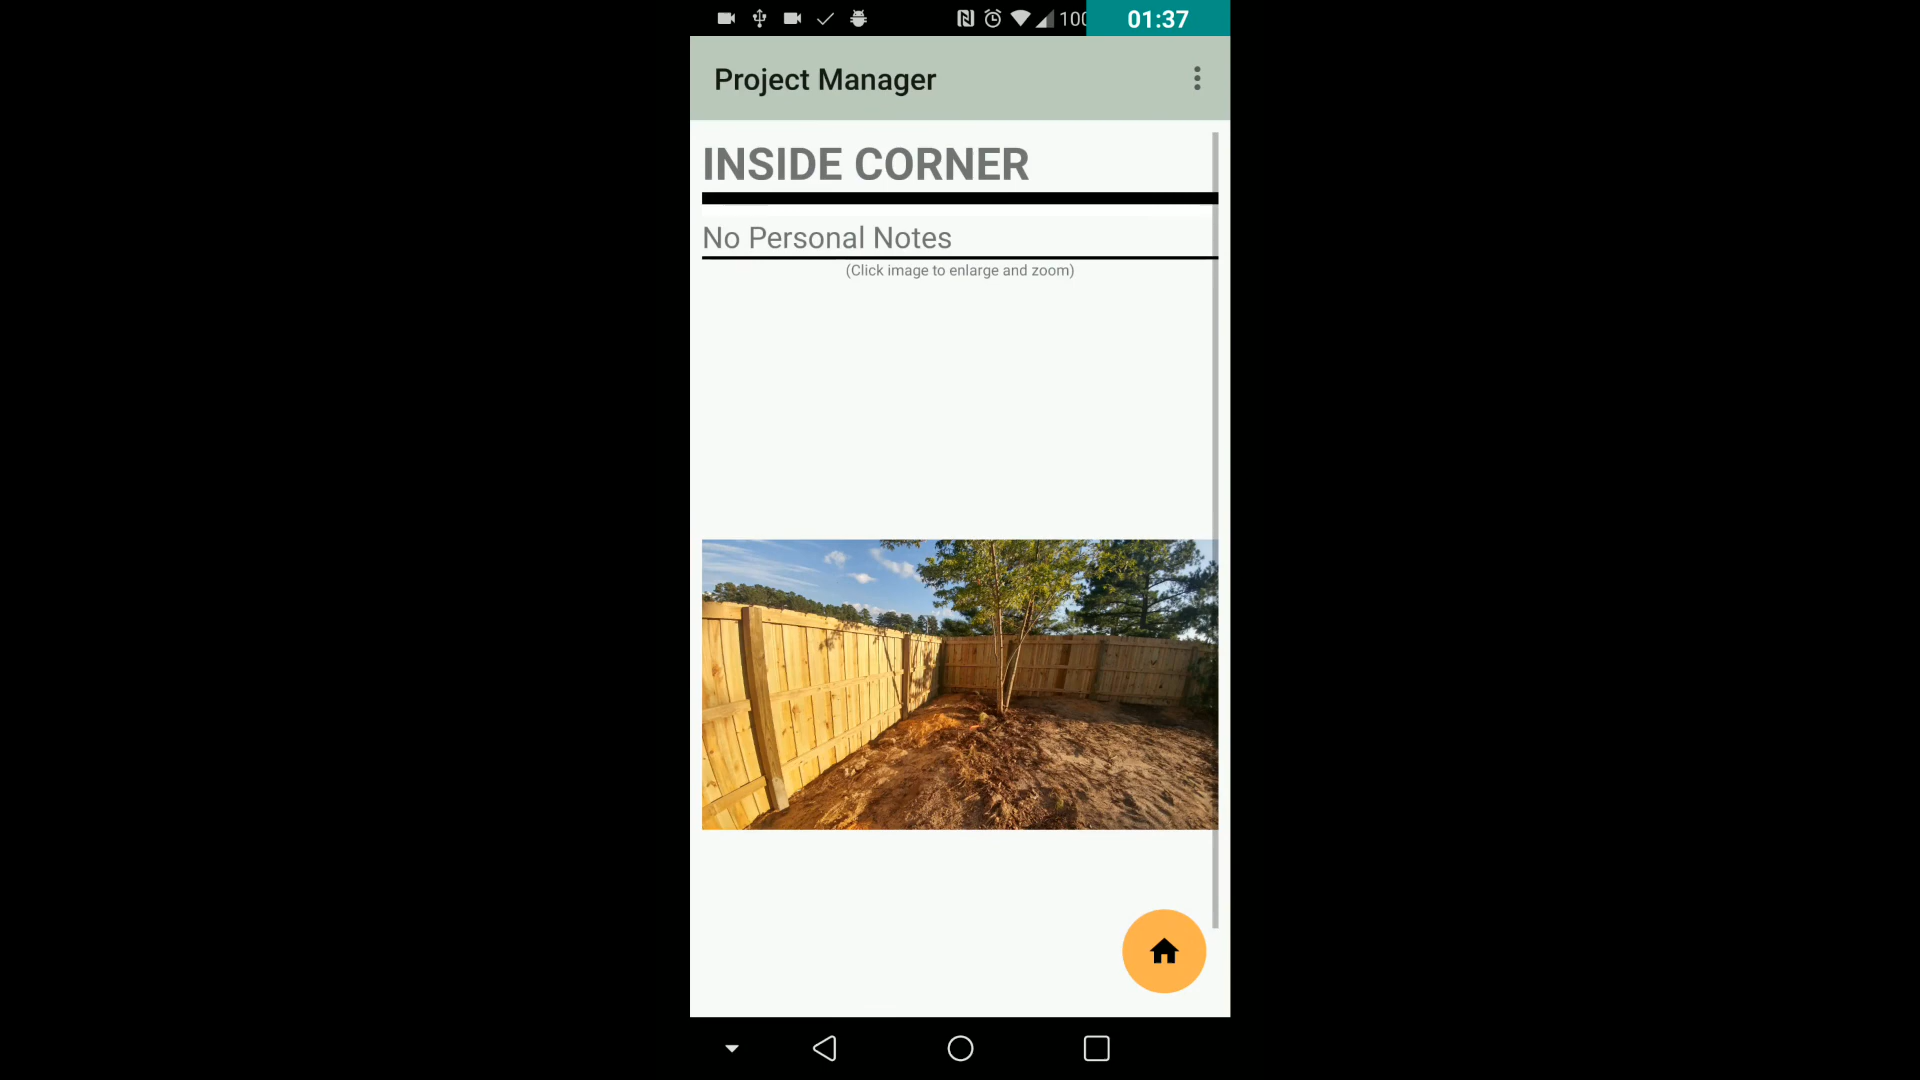 100
01:37
Project Manager
INSIDE CORNER
No Personal Notes
(Click image to enlarge and zoom)